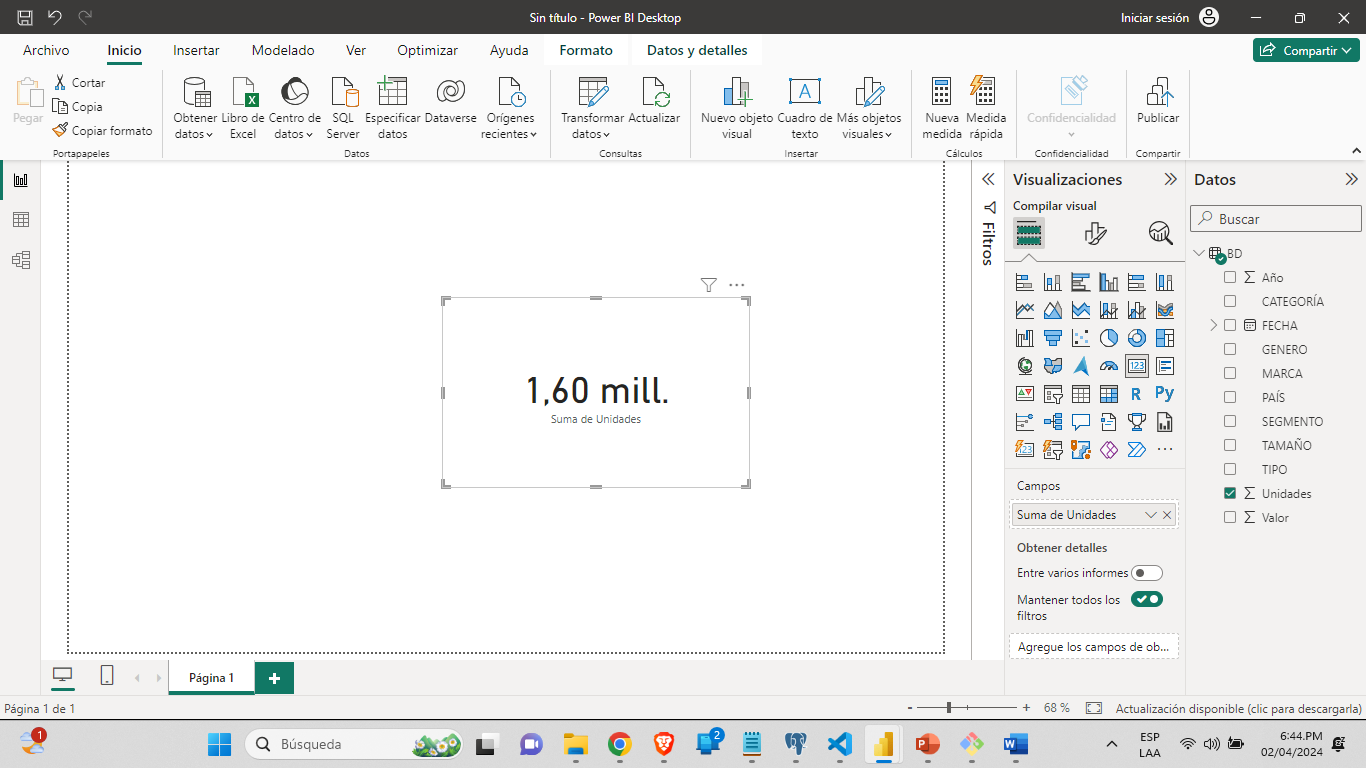 Sin título - Power BI Desktop
Iniciar sesión
Archivo Inicio Insertar Modelado Ver Optimizar Ayuda Formato Datos y detalles
Compartir
Pegar
Cortar
Copia
Copiar formato
Portapapeles
Obtener datos
Libro de Excel
Centro de datos
SQL Server
Especificar datos
Dataverse
Orígenes recientes
Datos
Transformar datos
Actualizar
Consultas
Nuevo objeto visual
Cuadro de texto
Más objetos visuales
Insertar
Nueva medida
Medida rápida
Cálculos
Confidencialidad
Confidencialidad
Publicar
Compartir
1,60 mill.
Suma de Unidades
Filtros
Visualizaciones
Compilar visual
123
R
Py
123
Campos
Suma de Unidades
Obtener detalles
Entre varios informes
Mantener todos los
filtros
Agregue los campos de ob...
Datos
Buscar
BD
Año
CATEGORÍA
FECHA
GENERO
MARCA
PAÍS
SEGMENTO
TAMAÑO
TIPO
Unidades
Valor
Página 1
Página 1 de 1
68 %
Actualización disponible (clic para descargarla)
1
Búsqueda
2
ESP
LAA
6:44.PM
02/04/2024